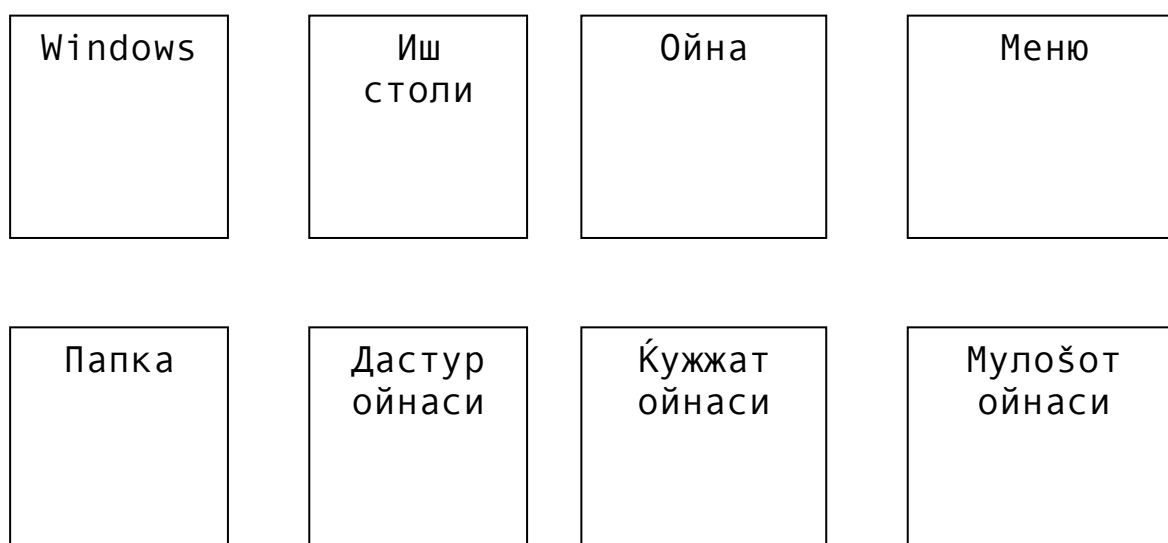 Windows
Иш
столи
Ойна
Меню
Папка
Дастур
ойнаси
Ќужжат
ойнаси
Мулоšот
ойнаси